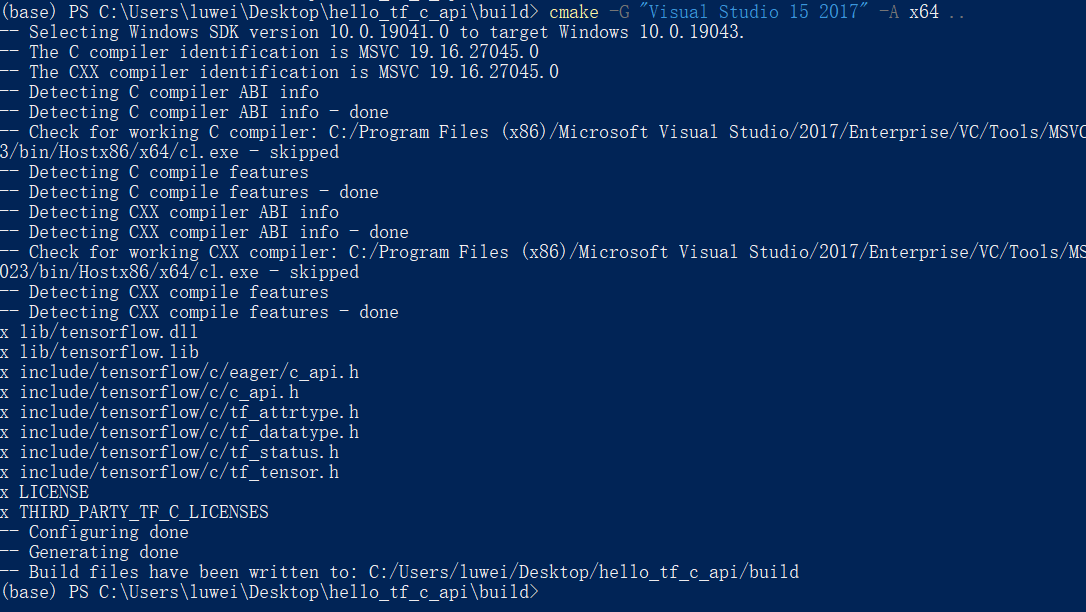 (base) PS C:\Users\luwei\Desktop\hello_tf_c_api\build> cmake -G "Visual Studio 15 2017" -A x64 ..
-- Selecting Windows SDK version 10.0.19041.0 to target Windows 10.0.19043.
-- The C compiler identification is MSVC 19.16.27045.0
-- The CXX compiler identification is MSVC 19.16.27045.0
-- Detecting C compiler ABI info
-- Detecting C compiler ABI info - done
-- Check for working C compiler: C:/Program Files (x86)/Microsoft Visual Studio/2017/Enterprise/VC/Tools/MSVC
3/bin/Hostx86/x64/cl.exe - skipped
-- Detecting C compile features
-- Detecting C compile features - done
-- Detecting CXX compiler ABI info
-- Detecting CXX compiler ABI info - done
-- Check for working CXX compiler: C:/Program Files (x86)/Microsoft Visual Studio/2017/Enterprise/VC/Tools/MS
023/bin/Hostx86/x64/cl.exe - skipped
-- Detecting CXX compile features
-- Detecting CXX compile features - done
x lib/tensorflow.dll
x lib/tensorflow.lib
x include/tensorflow/c/eager/c_api.h
x include/tensorflow/c/c_api.h
x include/tensorflow/c/tf_attrtype.h
x include/tensorflow/c/tf_datatype.h
x include/tensorflow/c/tf_status.h
x include/tensorflow/c/tf_tensor.h
x LICENSE
x THIRD_PARTY_TF_C_LICENSES
-- Configuring done
-- Generating done
-- Build files have been written to: C:/Users/luwei/Desktop/hello_tf_c_api/build
(base) PS C:\Users\luwei\Desktop\hello_tf_c_api\build>